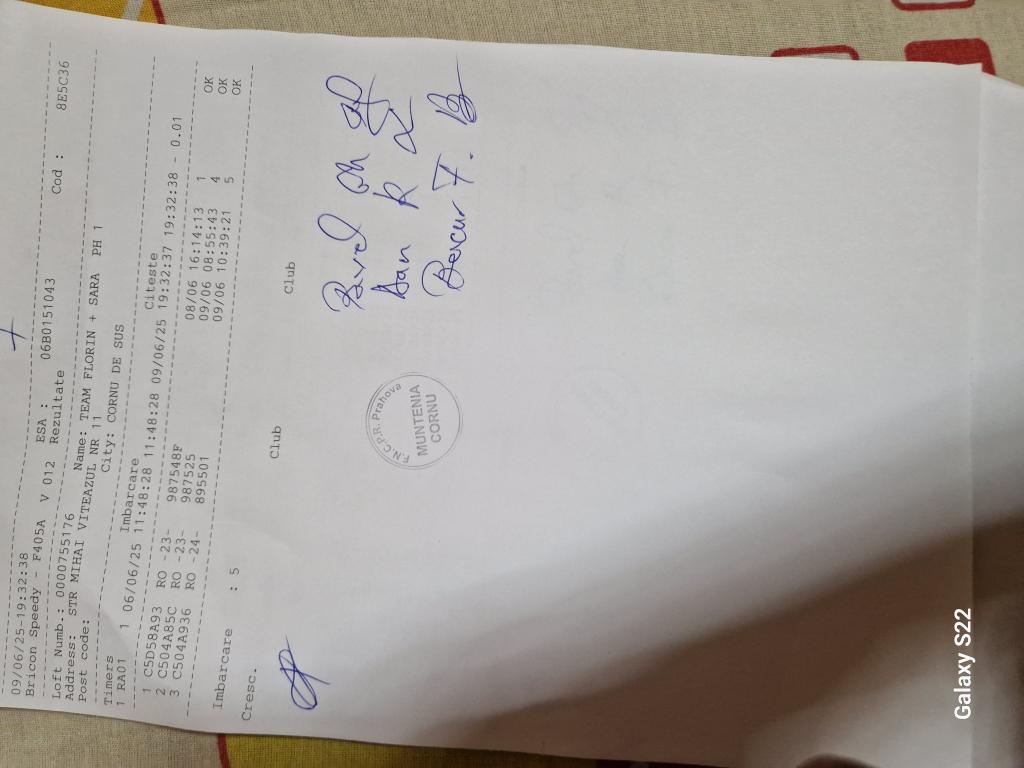 09/06/25-19:32:38
Bricon Speedy - F405A V 012 ESA : 06B0151043 Cod : 8E5C36
Rezultate
Loft Numb.: 0000755176 Name: TEAM FLORIN + SARA PH 1
Address: STR MIHAI VITEAZUL NR 11
Post code: City: CORNU DE SUS
Timers Imbarcare Citeste
1 RA01 1 06/06/25 11:48:28 11:48:28 11:48:28 09/06/25 19:32:37 19:32:38 - 0.01
1 C5D58A93 RO -23- 987548F 08/06 16:14:13 1 OK
2 C504A85C RO -23- 987525 09/06 08:55:43 4 OK
3 C504A936 RO -24- 895501 09/06 10:39:21 5 OK
Imbarcare : 5
Cresc. Club Club
F.N.C.P.R. Prahova
MUNTENIA
CORNU
Galaxy S22